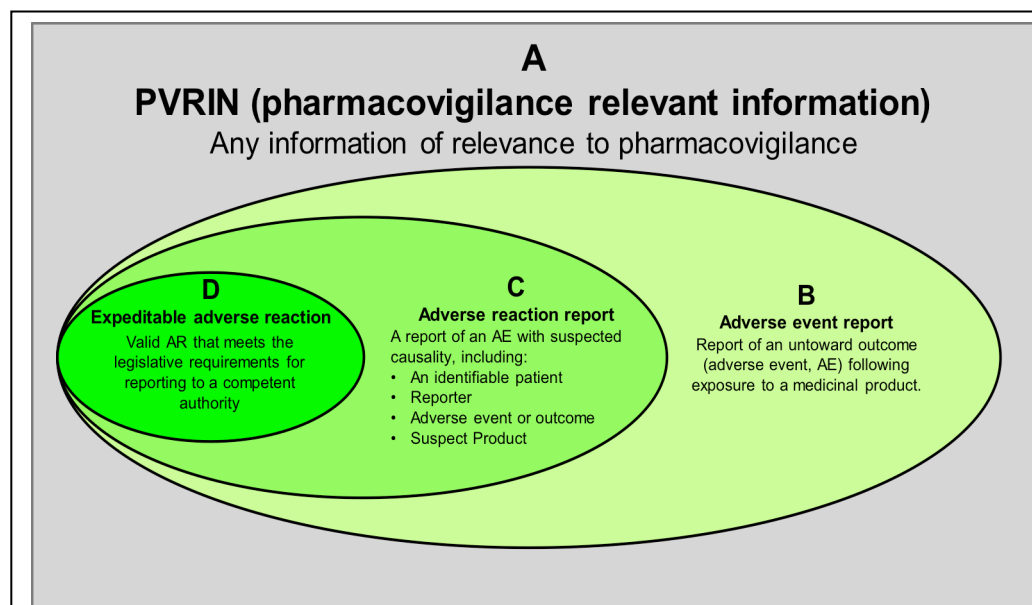 A
PVRIN (pharmacovigilance relevant information)
Any information of relevance to pharmacovigilance
D
Expeditable adverse reaction
Valid AR that meets the
legislative requirements for
reporting to a competent
authority
C
Adverse reaction report
A report of an AE with suspected
causality, including:
• An identifiable patient
• Reporter
• Adverse event or outcome
• Suspect Product
B
Adverse event report
Report of an untoward outcome
(adverse event, AE) following
exposure to a medicinal product.